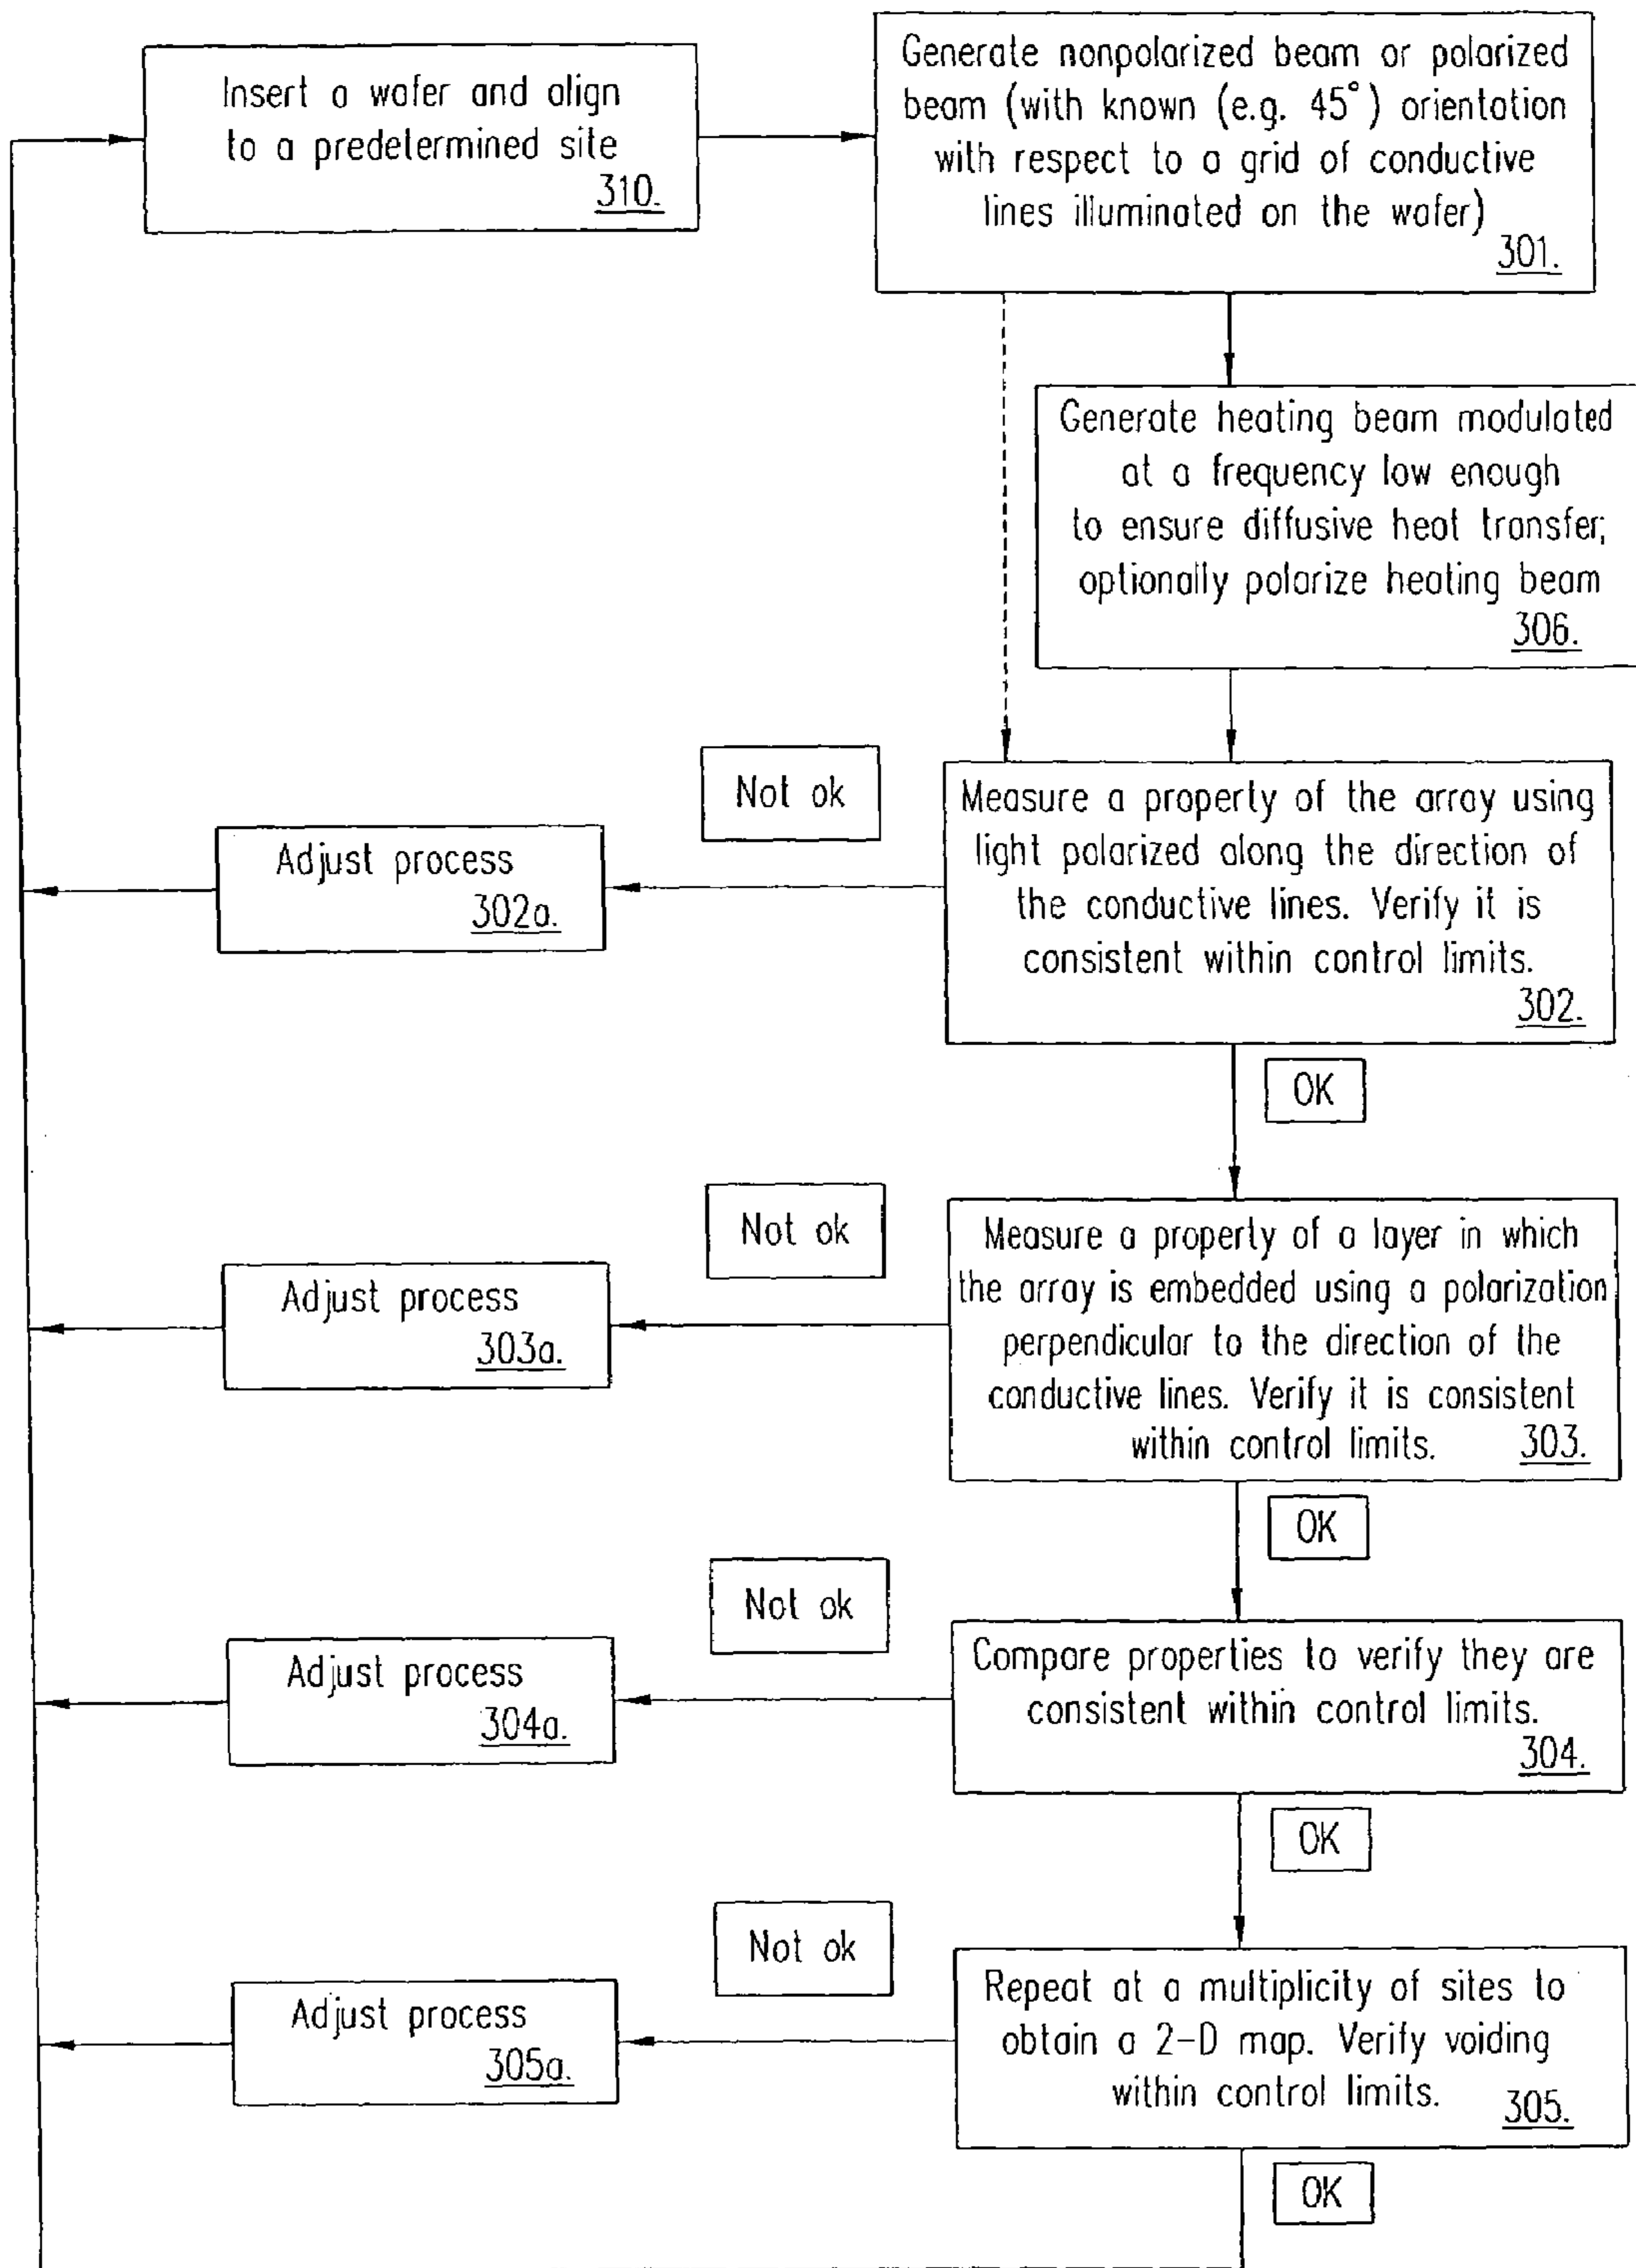 Insert a wafer and align
to a predetermined site
310.
Generate nonpolarized beam or polarized
beam (with known (e.g. 45°) orientation
with respect to a grid of conductive
lines illuminated on the wafer)
301.
Generate heating beam modulated
at a frequency low enough
to ensure diffusive heat transfer;
optionally polarize heating beam
306.
Not ok
Measure a property of the array using
light polarized along the direction of
the conductive lines. Verify it is
consistent within control limits.
302.
Adjust process
302a.
OK
Not ok
Measure a property of a layer in which
the array is embedded using a polarization
perpendicular to the direction of the
conductive lines. Verify it is consistent
within control limits. 303.
Adjust process
303a.
OK
Not ok
Compare properties to verify they are
consistent within control limits.
304.
Adjust process
304a.
OK
Not ok
Repeat at a multiplicity of sites to
obtain a 2-D map. Verify voiding
within control limits. 305.
Adjust process
305a.
OK